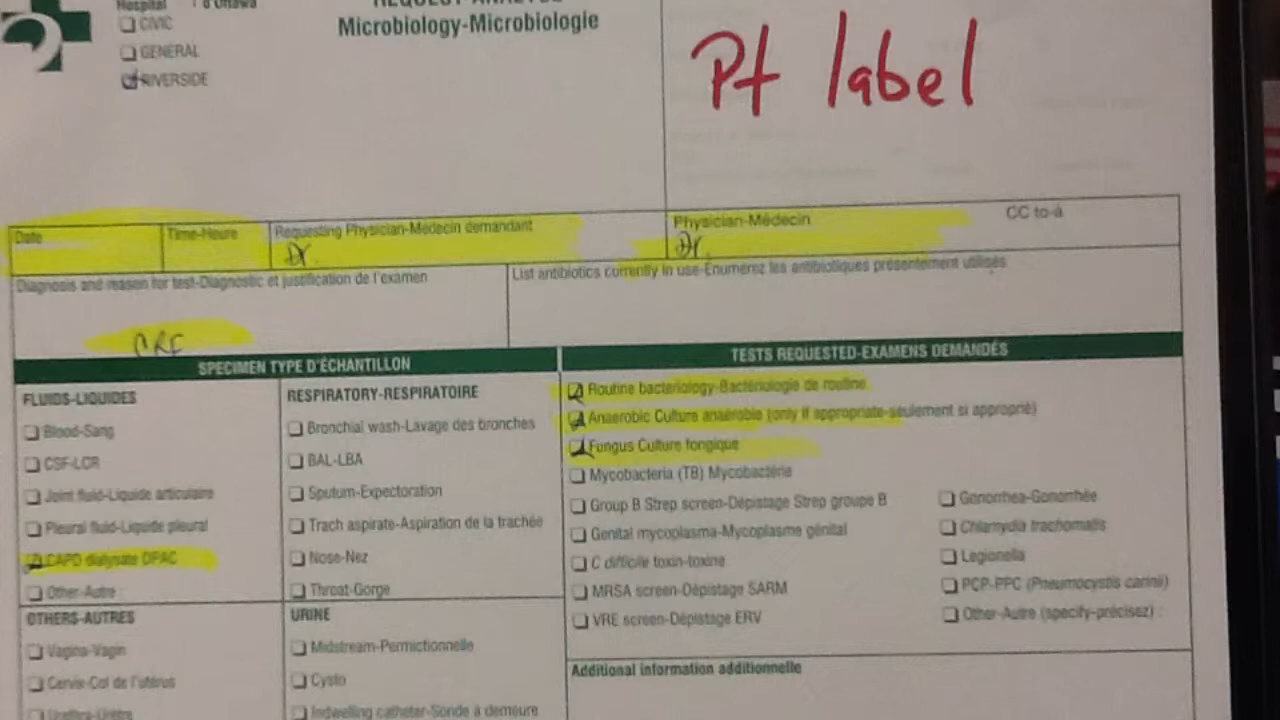 Hospital d'Ottawa
CIVIC
GENERAL
RIVERSIDE
Microbiology-Microbiologie
Pt label
Date
Time-Heure
Requesting Physician-Médecin demandant
Dr.
Physician-Médecin
Dr.
CC to-à
Diagnosis and reason for test-Diagnostic et justification de l'examen
CRF
List antibiotics currently in use-Énumérez les antibiotiques présentement utilisés
SPECIMEN TYPE D'ÉCHANTILLON
FLUIDS-LIQUIDES
Blood-Sang
CSF-LCR
Joint fluid-Liquide articulaire
Pleural fluid-Liquide pleural
CAPD dialysate DPAC
Other-Autre
OTHERS-AUTRES
Vagina-Vagin
Cervix-Col de l'utérus
Urethra-Urètre
RESPIRATORY-RESPIRATOIRE
Bronchial wash-Lavage des bronches
BAL-LBA
Sputum-Expectoration
Trach aspirate-Aspiration de la trachée
Nose-Nez
Throat-Gorge
URINE
Midstream-Permictionnelle
Cysto
Indwelling catheter-Sonde à demeure
TESTS REQUESTED-EXAMENS DEMANDÉS
Routine bacteriology-Bactériologie de routine
Anaerobic Culture anaérobie (only if appropriate-seulement si approprié)
Fungus Culture fongique
Mycobacteria (TB) Mycobactérie
Group B Strep screen-Dépistage Strep groupe B
Genital mycoplasma-Mycoplasme génital
C difficile toxin-toxine
MRSA screen-Dépistage SARM
VRE screen-Dépistage ERV
Gonorrhea-Gonorrhée
Chlamydia trachomatis
Legionella
PCP-PPC (Pneumocystis carinii)
Other-Autre (specify-précisez) :
Additional information additionnelle